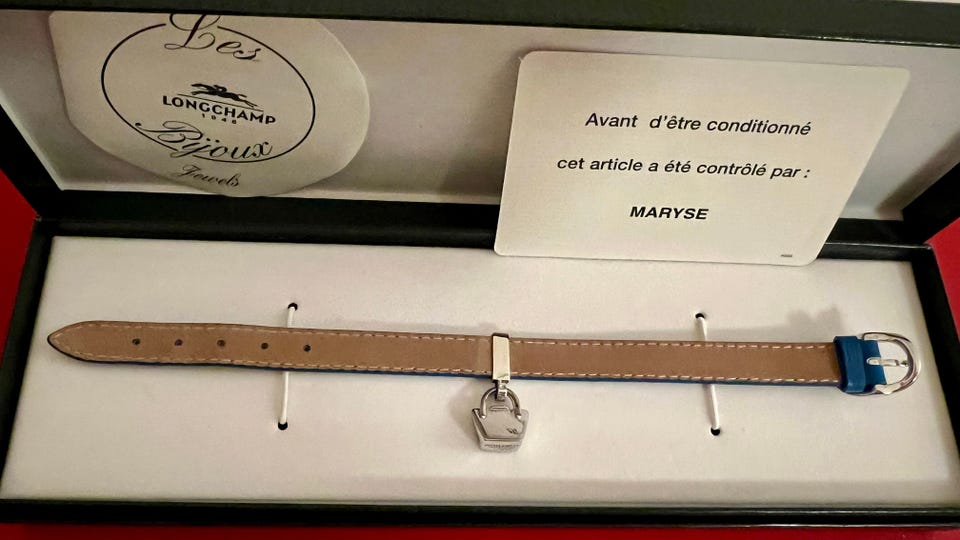 Les
LONGCHAMP
1948
Bijoux
Jewels
Avant d'être conditionné
cet article a été contrôlé par :
MARYSE